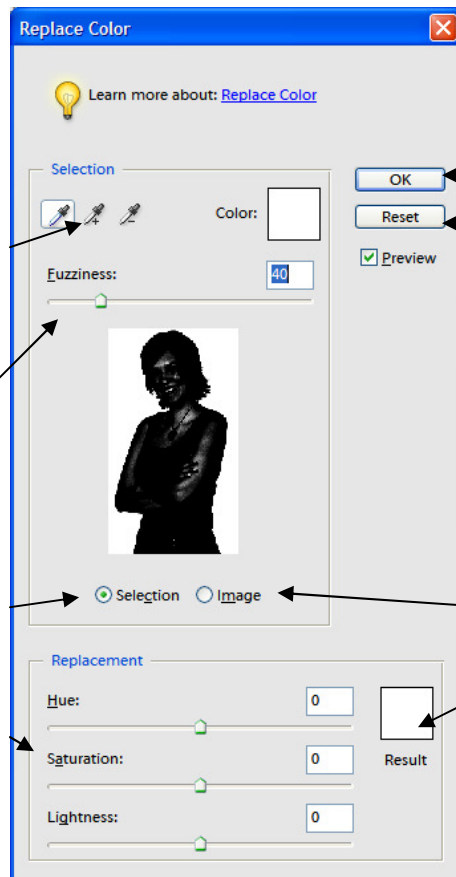 Replace Color
Learn more about: Replace Color
Selection
OK
Color:
Reset
Preview
Fuzziness:
40
Selection
Image
Replacement
Hue:
0
Saturation:
0
Result
Lightness:
0